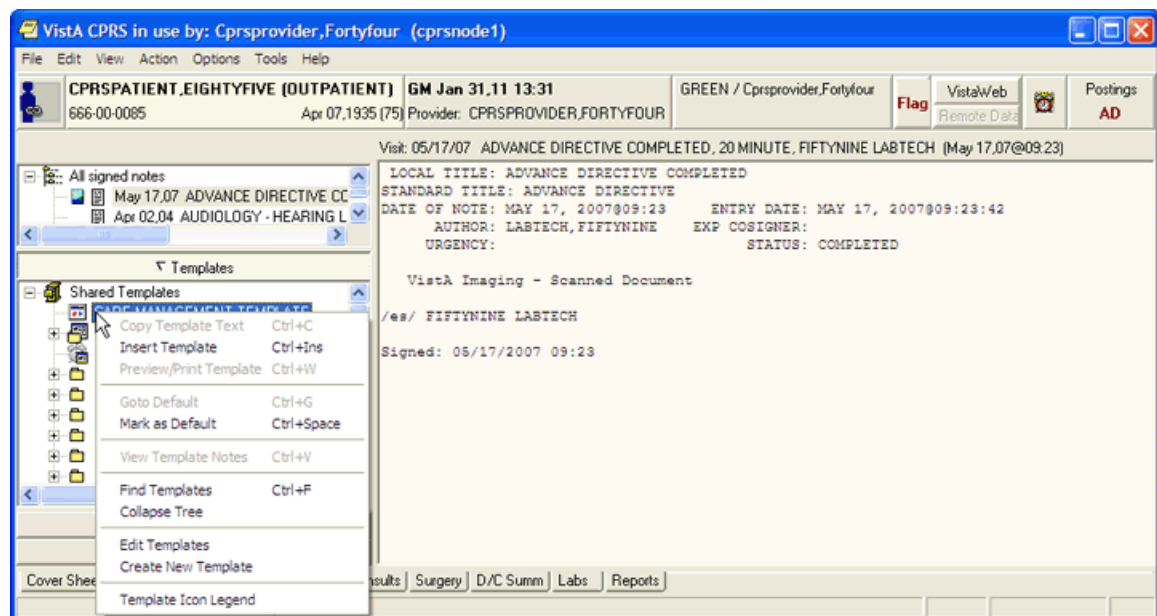 VistA CPRS in use by: Cprsprovider,Fortyfour (cprsnode1)
File Edit View Action Options Tools Help
CPRSPATIENT,EIGHTYFIVE (OUTPATIENT) GM Jan 31,11 13:31 GREEN / Cprsprovider,Fortyfour Flag VistaWeb Postings
666-00-0085 Apr 07,1935 (75) Provider: CPRSPROVIDER,FORTYFOUR Remote Data AD
Visit: 05/17/07 ADVANCE DIRECTIVE COMPLETED, 20 MINUTE, FIFTYNINE LABTECH (May 17,07@09:23)
All signed notes
May 17,07 ADVANCE DIRECTIVE CC
Apr 02,04 AUDIOLOGY - HEARING L
Templates
Shared Templates
CARE MANAGEMENT TEMPLATE
Copy Template Text Ctrl+C
Insert Template Ctrl+Ins
Preview/Print Template Ctrl+W
Goto Default Ctrl+G
Mark as Default Ctrl+Space
View Template Notes Ctrl+V
Find Templates Ctrl+F
Collapse Tree
Edit Templates
Create New Template
Template Icon Legend
LOCAL TITLE: ADVANCE DIRECTIVE COMPLETED
STANDARD TITLE: ADVANCE DIRECTIVE
DATE OF NOTE: MAY 17, 2007@09:23 ENTRY DATE: MAY 17, 2007@09:23:42
AUTHOR: LABTECH,FIFTYNINE EXP COSIGNER:
URGENCY: STATUS: COMPLETED
VistA Imaging - Scanned Document
/es/ FIFTYNINE LABTECH
Signed: 05/17/2007 09:23
Cover Shee nsults Surgery D/C Summ Labs Reports